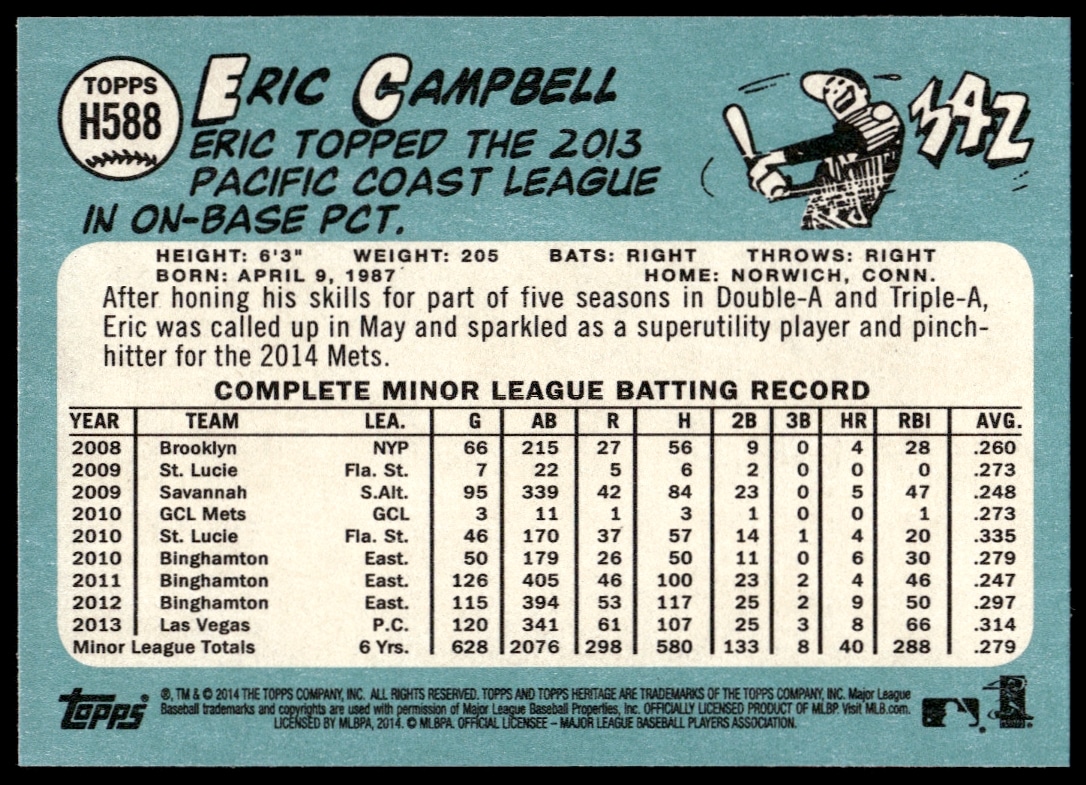 TOPPS
H588
ERIC CAMPBELL
ERIC TOPPED THE 2013
PACIFIC COAST LEAGUE
IN ON-BASE PCT.
.342
HEIGHT: 6'3" WEIGHT: 205 BATS: RIGHT THROWS: RIGHT
BORN: APRIL 9, 1987 HOME: NORWICH, CONN.
After honing his skills for part of five seasons in Double-A and Triple-A,
Eric was called up in May and sparkled as a superutility player and pinch-
hitter for the 2014 Mets.
COMPLETE MINOR LEAGUE BATTING RECORD
YEAR TEAM LEA. G AB R H 2B 3B HR RBI AVG.
2008 Brooklyn NYP 66 215 27 56 9 0 4 28 .260
2009 St. Lucie Fla. St. 7 22 5 6 2 0 0 0 .273
2009 Savannah S.Alt. 95 339 42 84 23 0 5 47 .248
2010 GCL Mets GCL 3 11 1 3 1 0 0 1 .273
2010 St. Lucie Fla. St. 46 170 37 57 14 1 4 20 .335
2010 Binghamton East. 50 179 26 50 11 0 6 30 .279
2011 Binghamton East. 126 405 46 100 23 2 4 46 .247
2012 Binghamton East. 115 394 53 117 25 2 9 50 .297
2013 Las Vegas P.C. 120 341 61 107 25 3 8 66 .314
Minor League Totals 6 Yrs. 628 2076 298 580 133 8 40 288 .279
TOPPS
®, TM & © 2014 THE TOPPS COMPANY, INC. ALL RIGHTS RESERVED. TOPPS AND TOPPS HERITAGE ARE TRADEMARKS OF THE TOPPS COMPANY, INC. Major League
Baseball trademarks and copyrights are used with permission of Major League Baseball Properties, Inc. OFFICIALLY LICENSED PRODUCT OF MLBP. Visit MLB.com.
LICENSED BY MLBPA, 2014. © MLBPA. OFFICIAL LICENSEE – MAJOR LEAGUE BASEBALL PLAYERS ASSOCIATION.